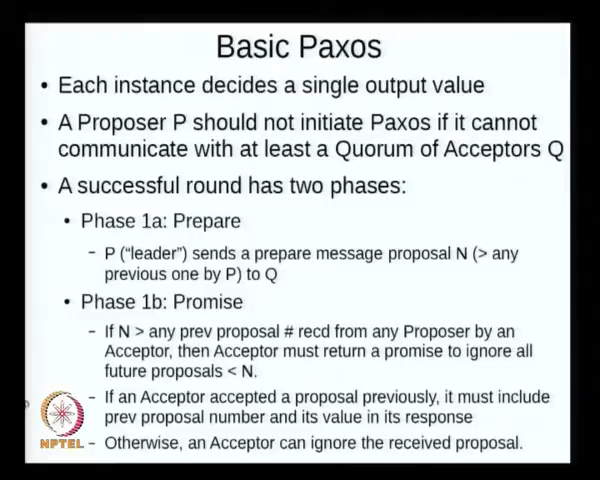 Basic Paxos
• Each instance decides a single output value
• A Proposer P should not initiate Paxos if it cannot
communicate with at least a Quorum of Acceptors Q
• A successful round has two phases:
• Phase 1a: Prepare
– P ("leader") sends a prepare message proposal N (> any
previous one by P) to Q
• Phase 1b: Promise
– If N > any prev proposal # recd from any Proposer by an
Acceptor, then Acceptor must return a promise to ignore all
future proposals < N.
– If an Acceptor accepted a proposal previously, it must include
prev proposal number and its value in its response
– Otherwise, an Acceptor can ignore the received proposal.
NPTEL